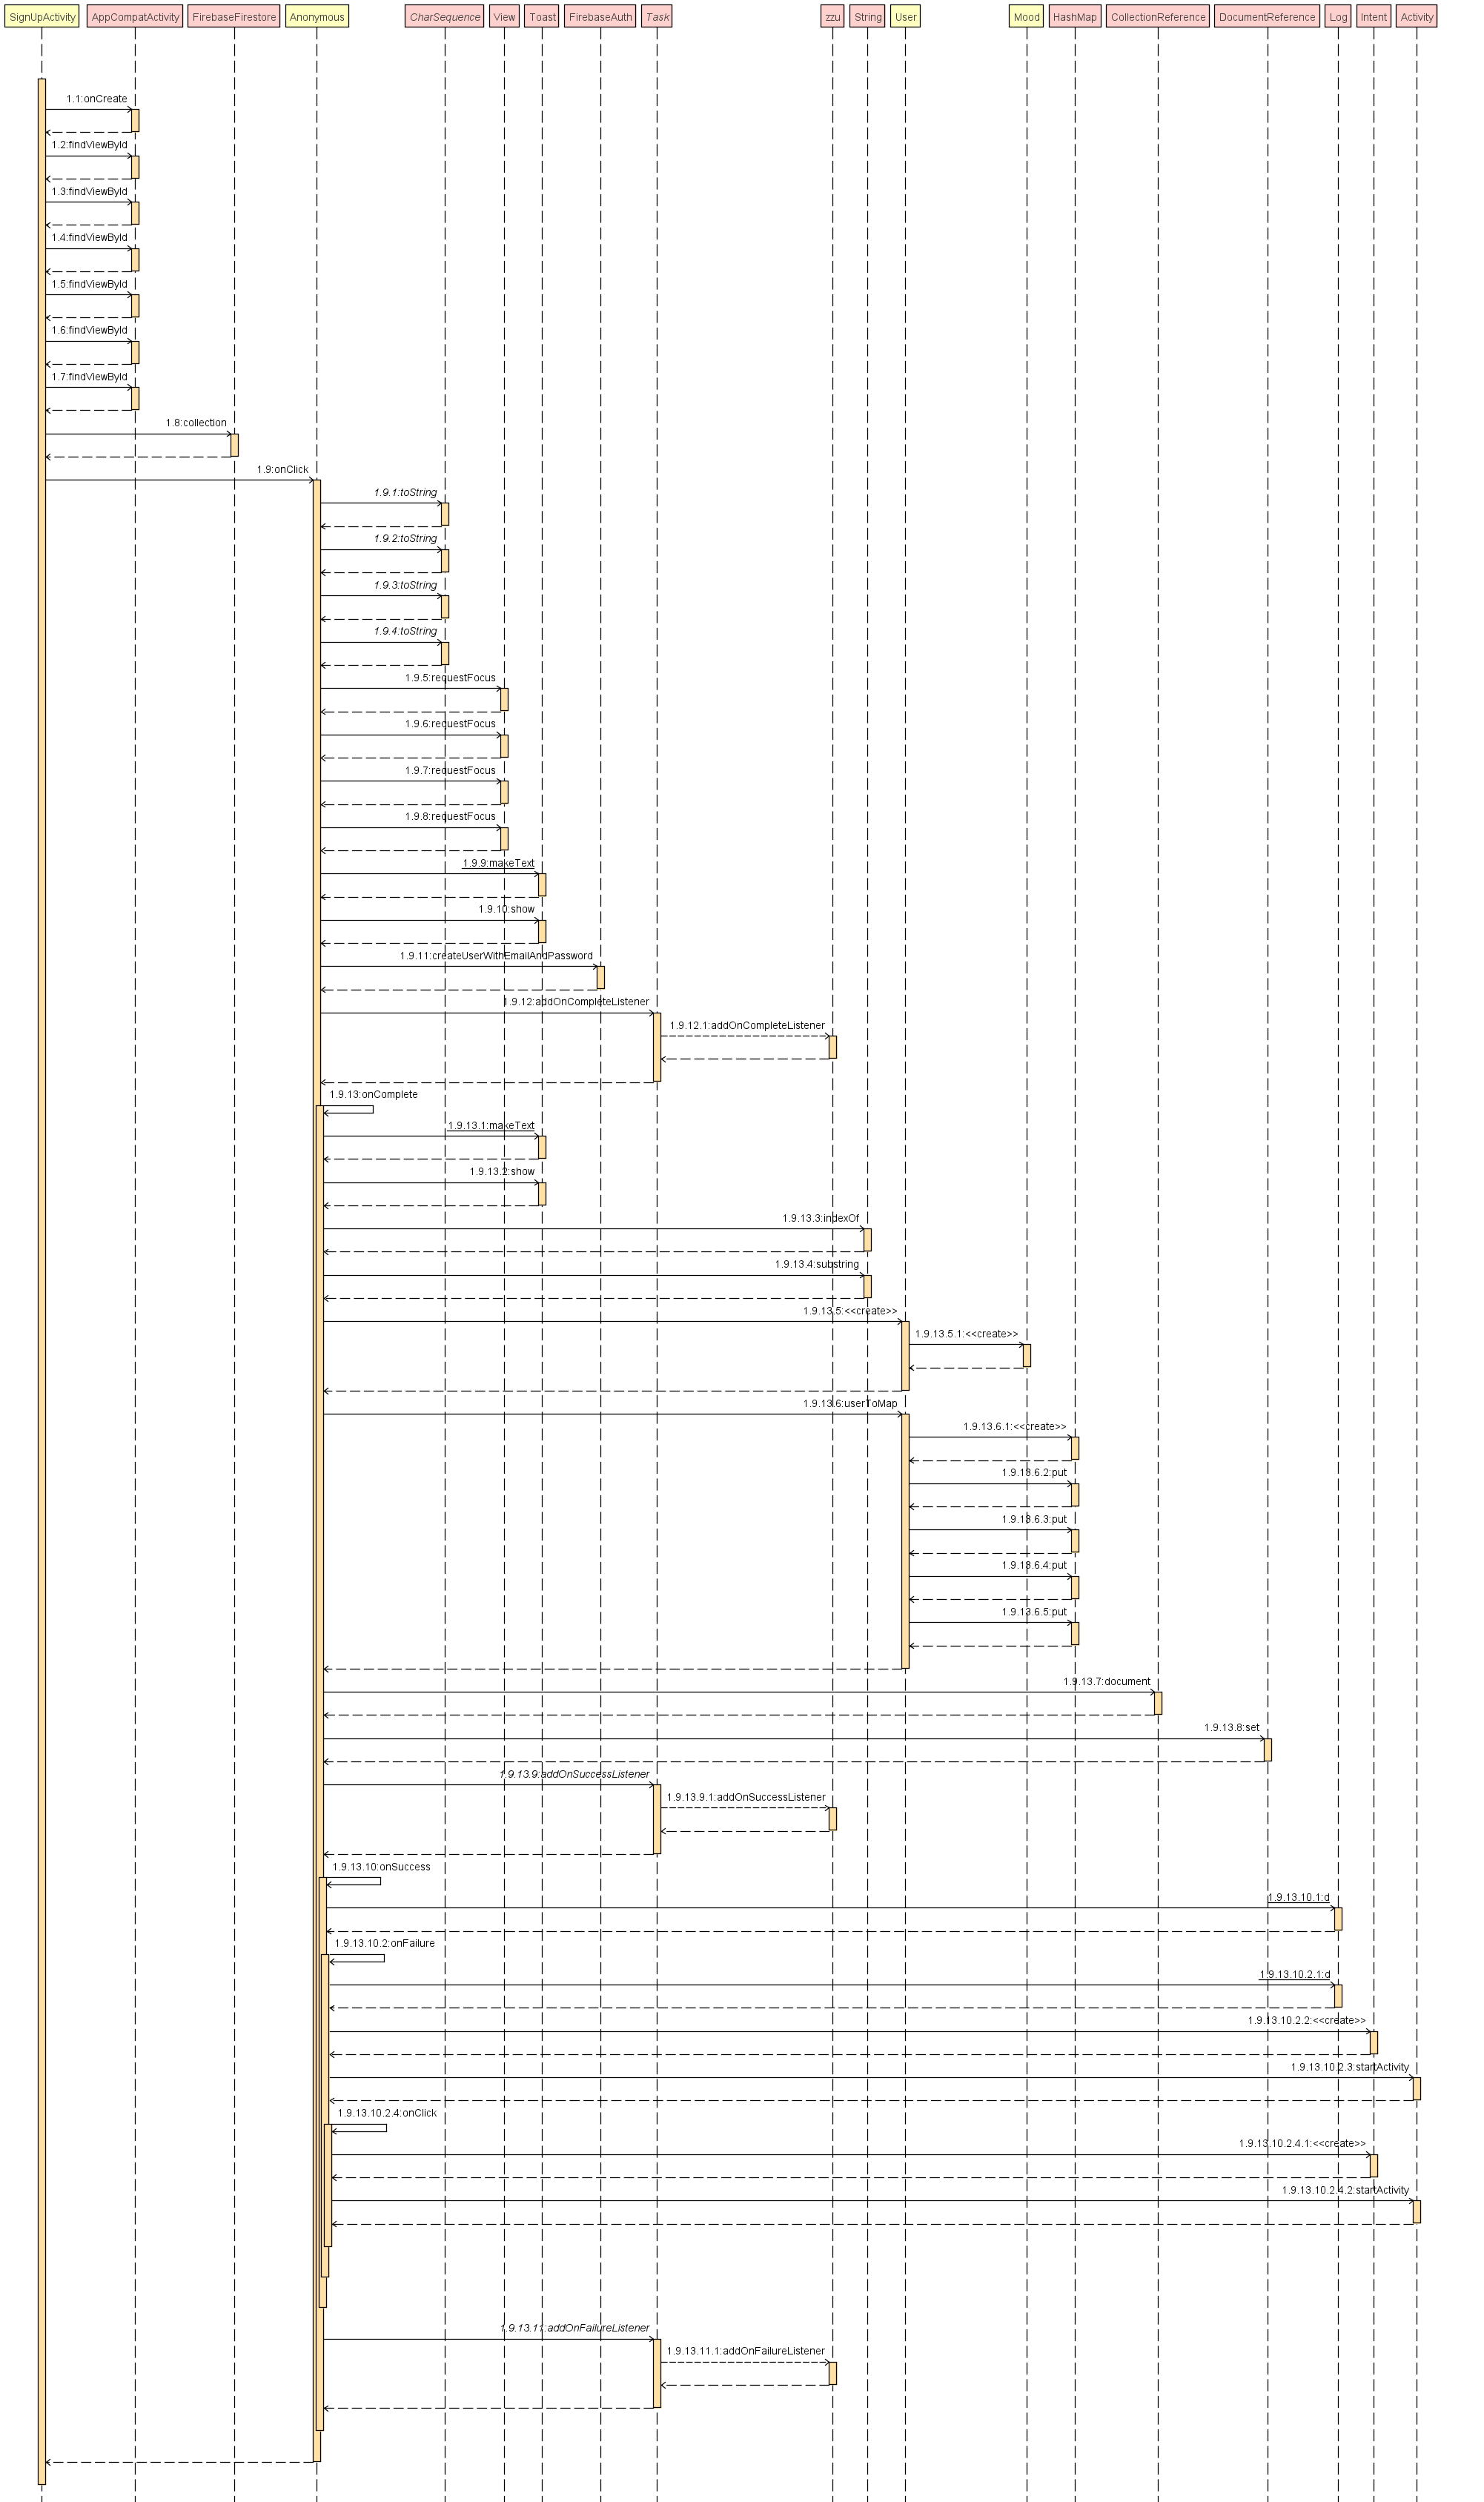 SignUpActivity AppCompatActivity FirebaseFirestore Anonymous CharSequence View Toast FirebaseAuth Task zzu String User Mood HashMap CollectionReference DocumentReference Log Intent Activity
1.1:onCreate
1.2:findViewById
1.3:findViewById
1.4:findViewById
1.5:findViewById
1.6:findViewById
1.7:findViewById
1.8:collection
1.9:onClick
1.9.1:toString
1.9.2:toString
1.9.3:toString
1.9.4:toString
1.9.5:requestFocus
1.9.6:requestFocus
1.9.7:requestFocus
1.9.8:requestFocus
1.9.9:makeText
1.9.10:show
1.9.11:createUserWithEmailAndPassword
1.9.12:addOnCompleteListener
1.9.12.1:addOnCompleteListener
1.9.13:onComplete
1.9.13.1:makeText
1.9.13.2:show
1.9.13.3:indexOf
1.9.13.4:substring
1.9.13.5:<<create>>
1.9.13.5.1:<<create>>
1.9.13.6:userToMap
1.9.13.6.1:<<create>>
1.9.13.6.2:put
1.9.13.6.3:put
1.9.13.6.4:put
1.9.13.6.5:put
1.9.13.7:document
1.9.13.8:set
1.9.13.9:addOnSuccessListener
1.9.13.9.1:addOnSuccessListener
1.9.13.10:onSuccess
1.9.13.10.1:d
1.9.13.10.2:onFailure
1.9.13.10.2.1:d
1.9.13.10.2.2:<<create>>
1.9.13.10.2.3:startActivity
1.9.13.10.2.4:onClick
1.9.13.10.2.4.1:<<create>>
1.9.13.10.2.4.2:startActivity
1.9.13.11:addOnFailureListener
1.9.13.11.1:addOnFailureListener